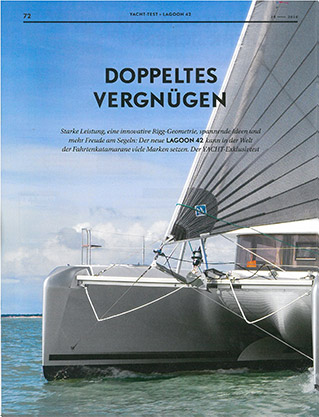 72
YACHT-TEST • LAGOON 42
DOPPELTES
VERGNÜGEN
Starke Leistung, eine innovative Rigg-Geometrie, spannende Ideen und
mehr Freude am Segeln: Der neue LAGOON 42 kann in der Welt
der Fahrtenkatamarane viele Marken setzen. Der YACHT-Exklusivtest